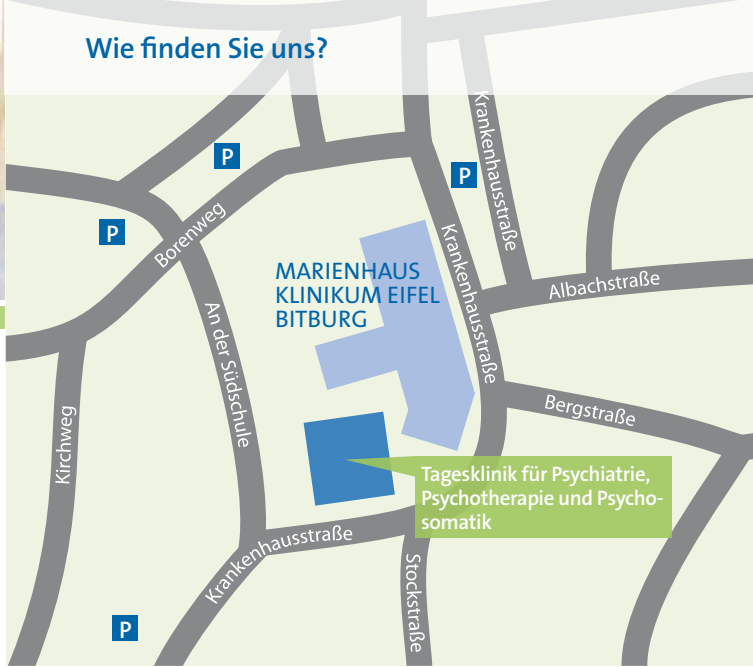 Wie finden Sie uns?
P
Krankenhausstraße
P
P
Borenweg
P
Krankenhausstraße
MARIENHAUS
KLINIKUM EIFEL
BITBURG
Albachstraße
An der Südschule
Bergstraße
Kirchweg
Tagesklinik für Psychiatrie,
Psychotherapie und Psycho-
somatik
Krankenhausstraße
Stockstraße
P